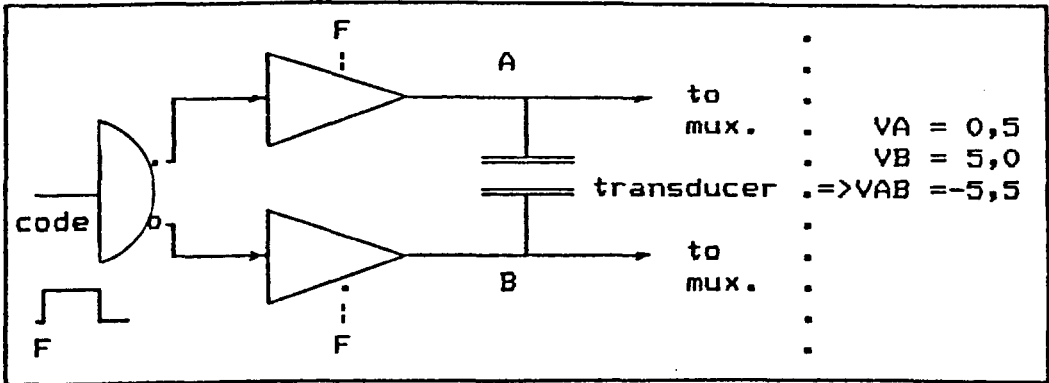 F
A
to
mux.
VA = 0,5
VB = 5,0
transducer
=>VAB =-5,5
code
to
mux.
B
F
F